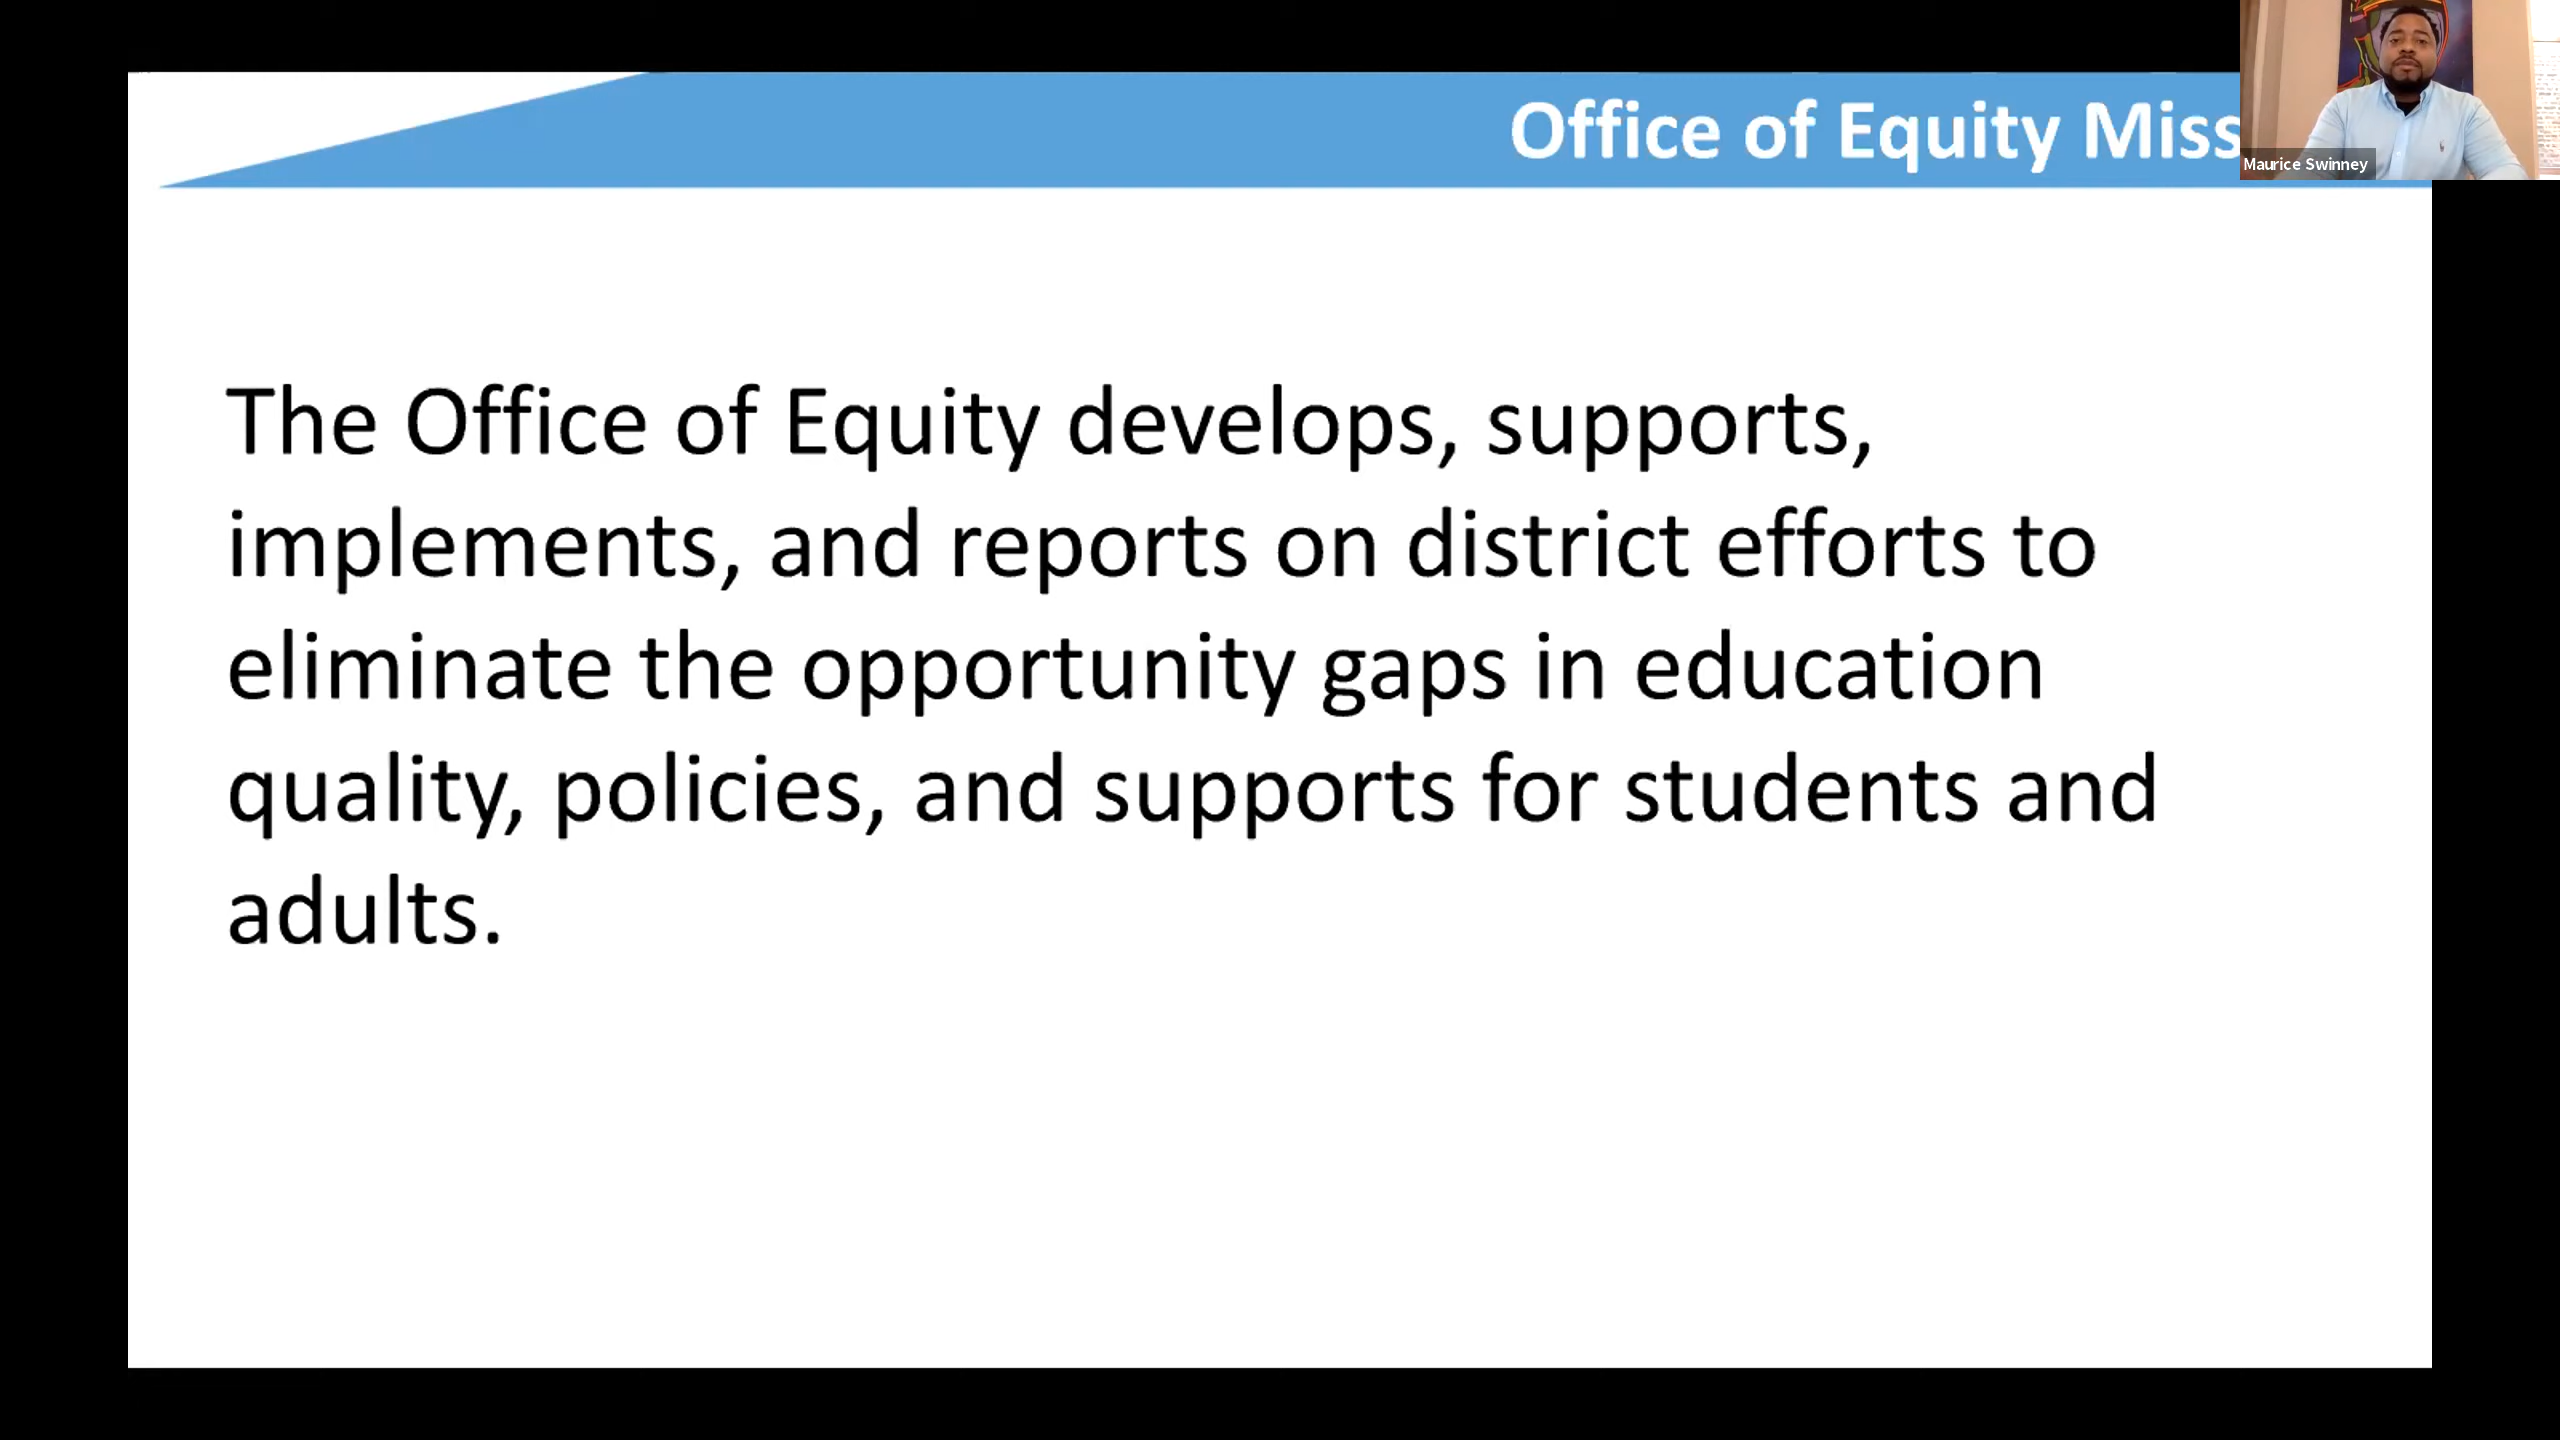 Office of Equity Miss
Maurice Swinney
The Office of Equity develops, supports,
implements, and reports on district efforts to
eliminate the opportunity gaps in education
quality, policies, and supports for students and
adults.